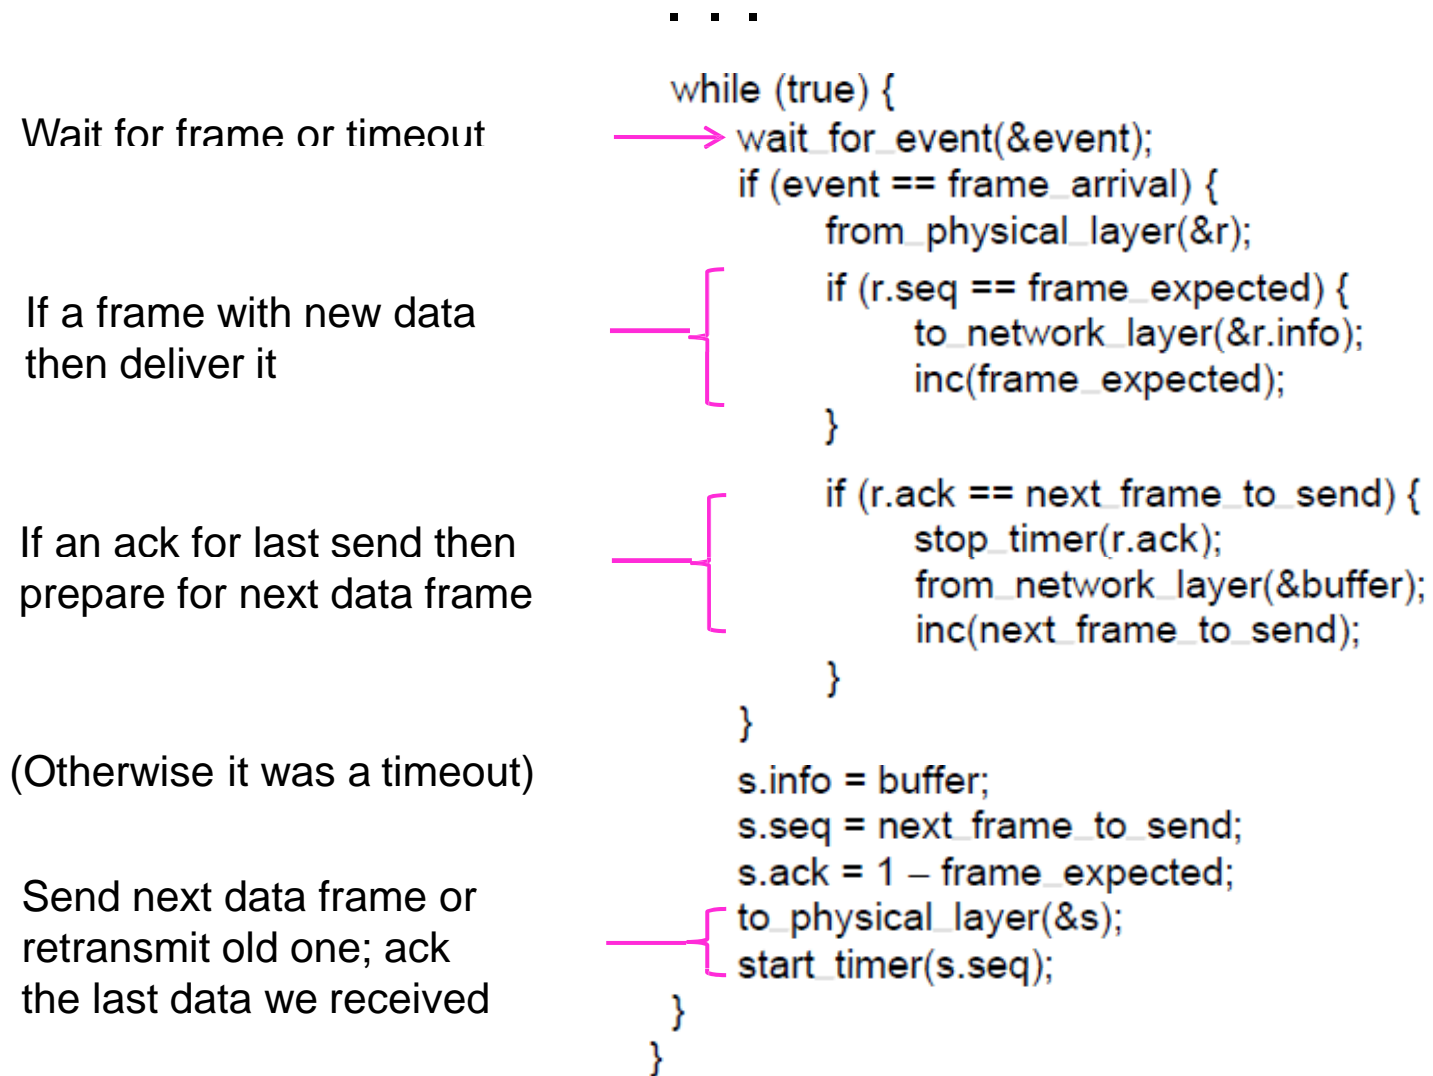 . . .
while (true) {
Wait for frame or timeout
wait_for_event(&event);
if (event == frame_arrival) {
from_physical_layer(&r);
If a frame with new data
then deliver it
if (r.seq == frame_expected) {
to_network_layer(&r.info);
inc(frame_expected);
}
If an ack for last send then
prepare for next data frame
if (r.ack == next_frame_to_send) {
stop_timer(r.ack);
from_network_layer(&buffer);
inc(next_frame_to_send);
}
}
(Otherwise it was a timeout)
s.info = buffer;
s.seq = next_frame_to_send;
s.ack = 1 – frame_expected;
Send next data frame or
retransmit old one; ack
the last data we received
to_physical_layer(&s);
start_timer(s.seq);
}
}